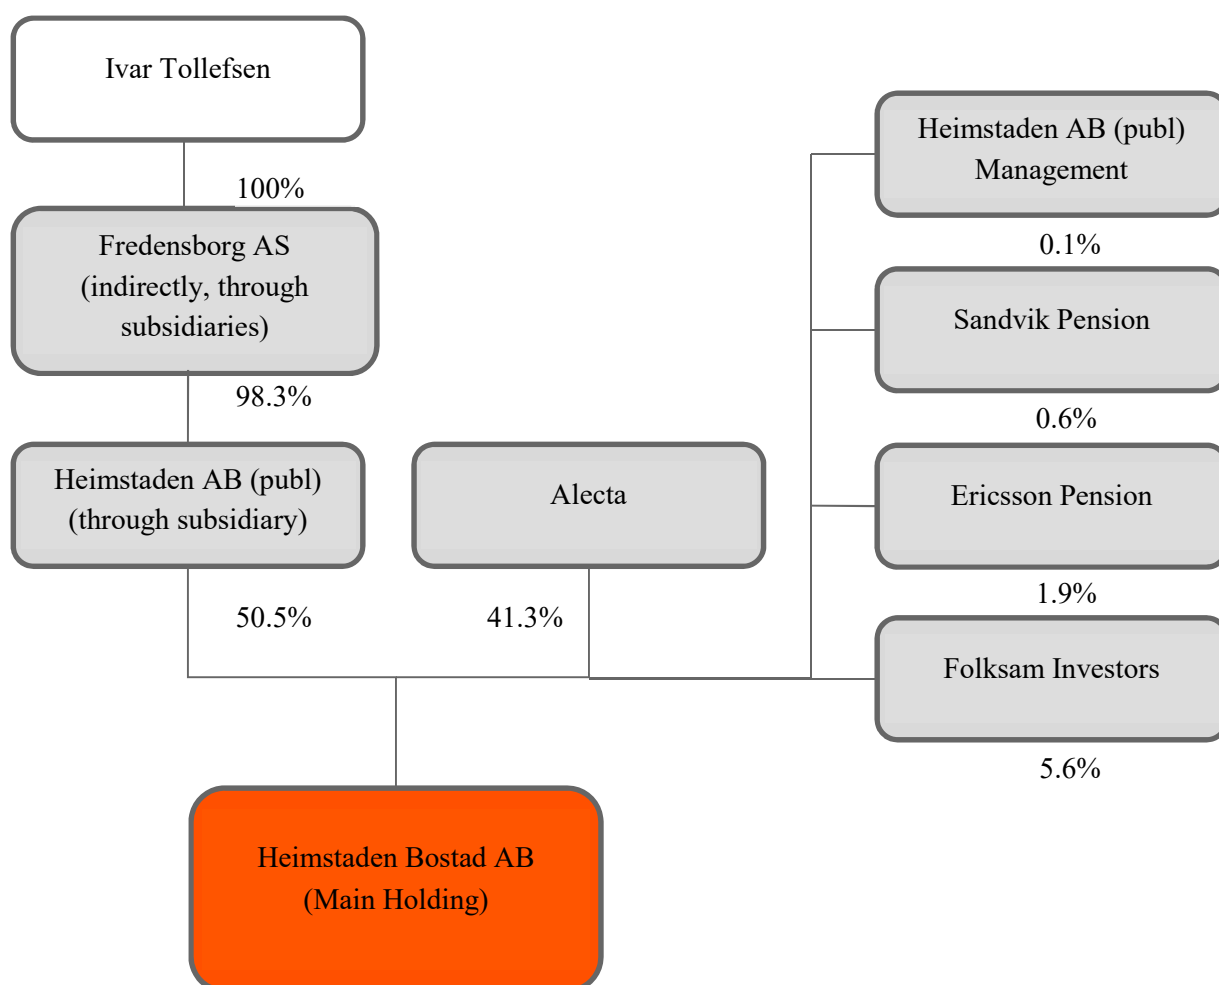 Ivar Tollefsen
100%
Fredensborg AS
(indirectly, through
subsidiaries)
98.3%
Heimstaden AB (publ)
(through subsidiary)
50.5%
Alecta
41.3%
Heimstaden AB (publ)
Management
0.1%
Sandvik Pension
0.6%
Ericsson Pension
1.9%
Folksam Investors
5.6%
Heimstaden Bostad AB
(Main Holding)